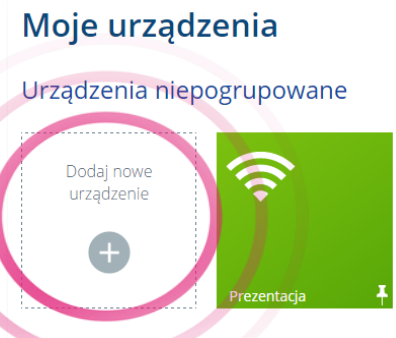 Moje urządzenia
Urządzenia niepogrupowane
Dodaj nowe
urządzenie
Prezentacja